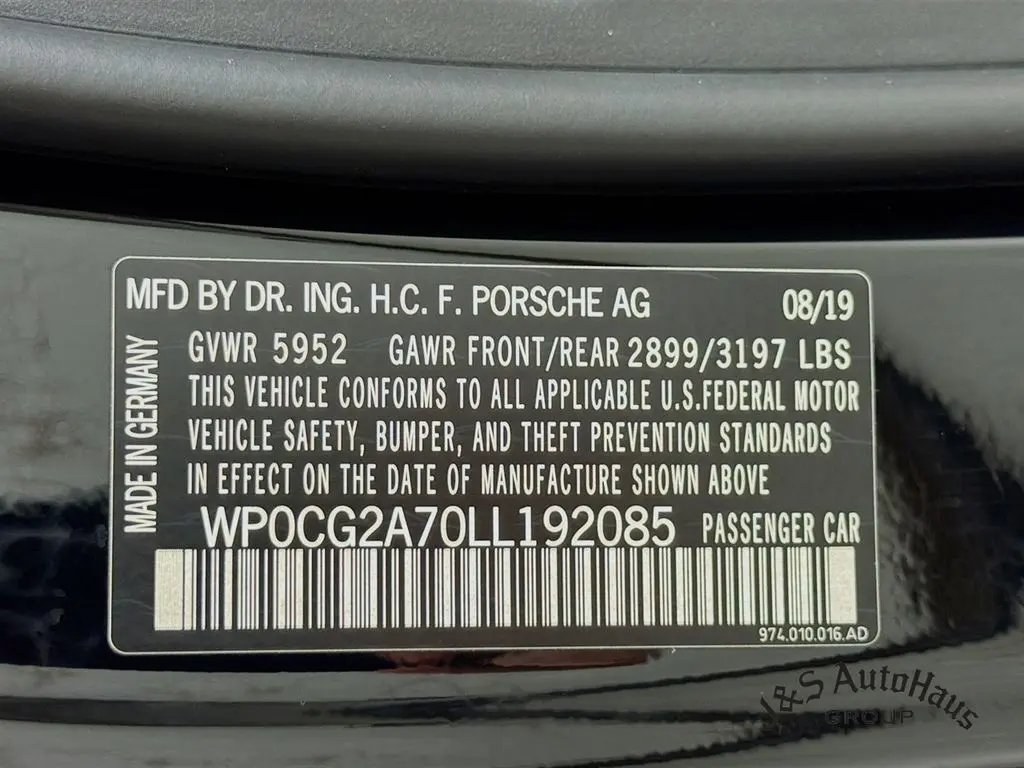 MFD BY DR. ING. H.C. F. PORSCHE AG 08/19
GVWR 5952 GAWR FRONT/REAR 2899/3197 LBS
THIS VEHICLE CONFORMS TO ALL APPLICABLE U.S.FEDERAL MOTOR
VEHICLE SAFETY, BUMPER, AND THEFT PREVENTION STANDARDS
IN EFFECT ON THE DATE OF MANUFACTURE SHOWN ABOVE
MADE IN GERMANY
WP0CG2A70LL192085 PASSENGER CAR
974.010.016.AD
J&S AutoHaus
GROUP